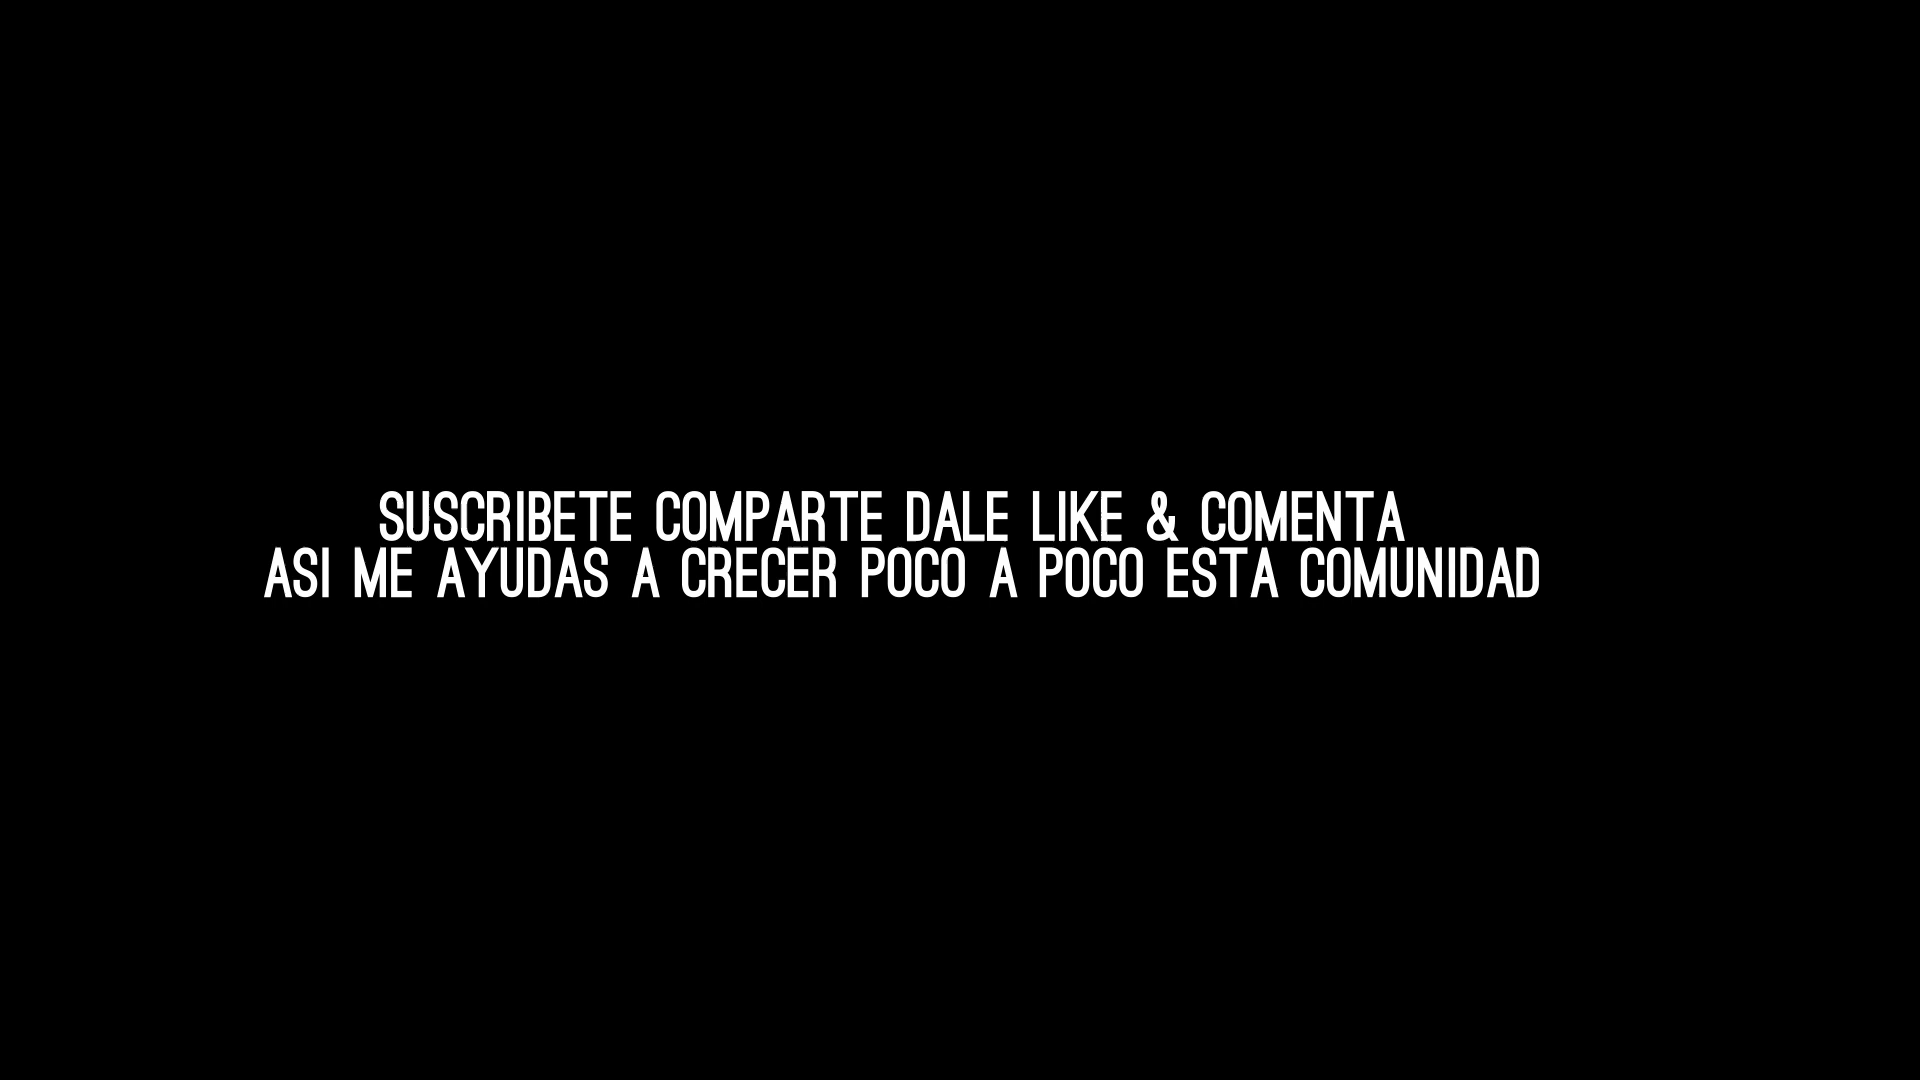 SUSCRIBETE COMPARTE DALE LIKE & COMENTA
ASI ME AYUDAS A CRECER POCO A POCO ESTA COMUNIDAD